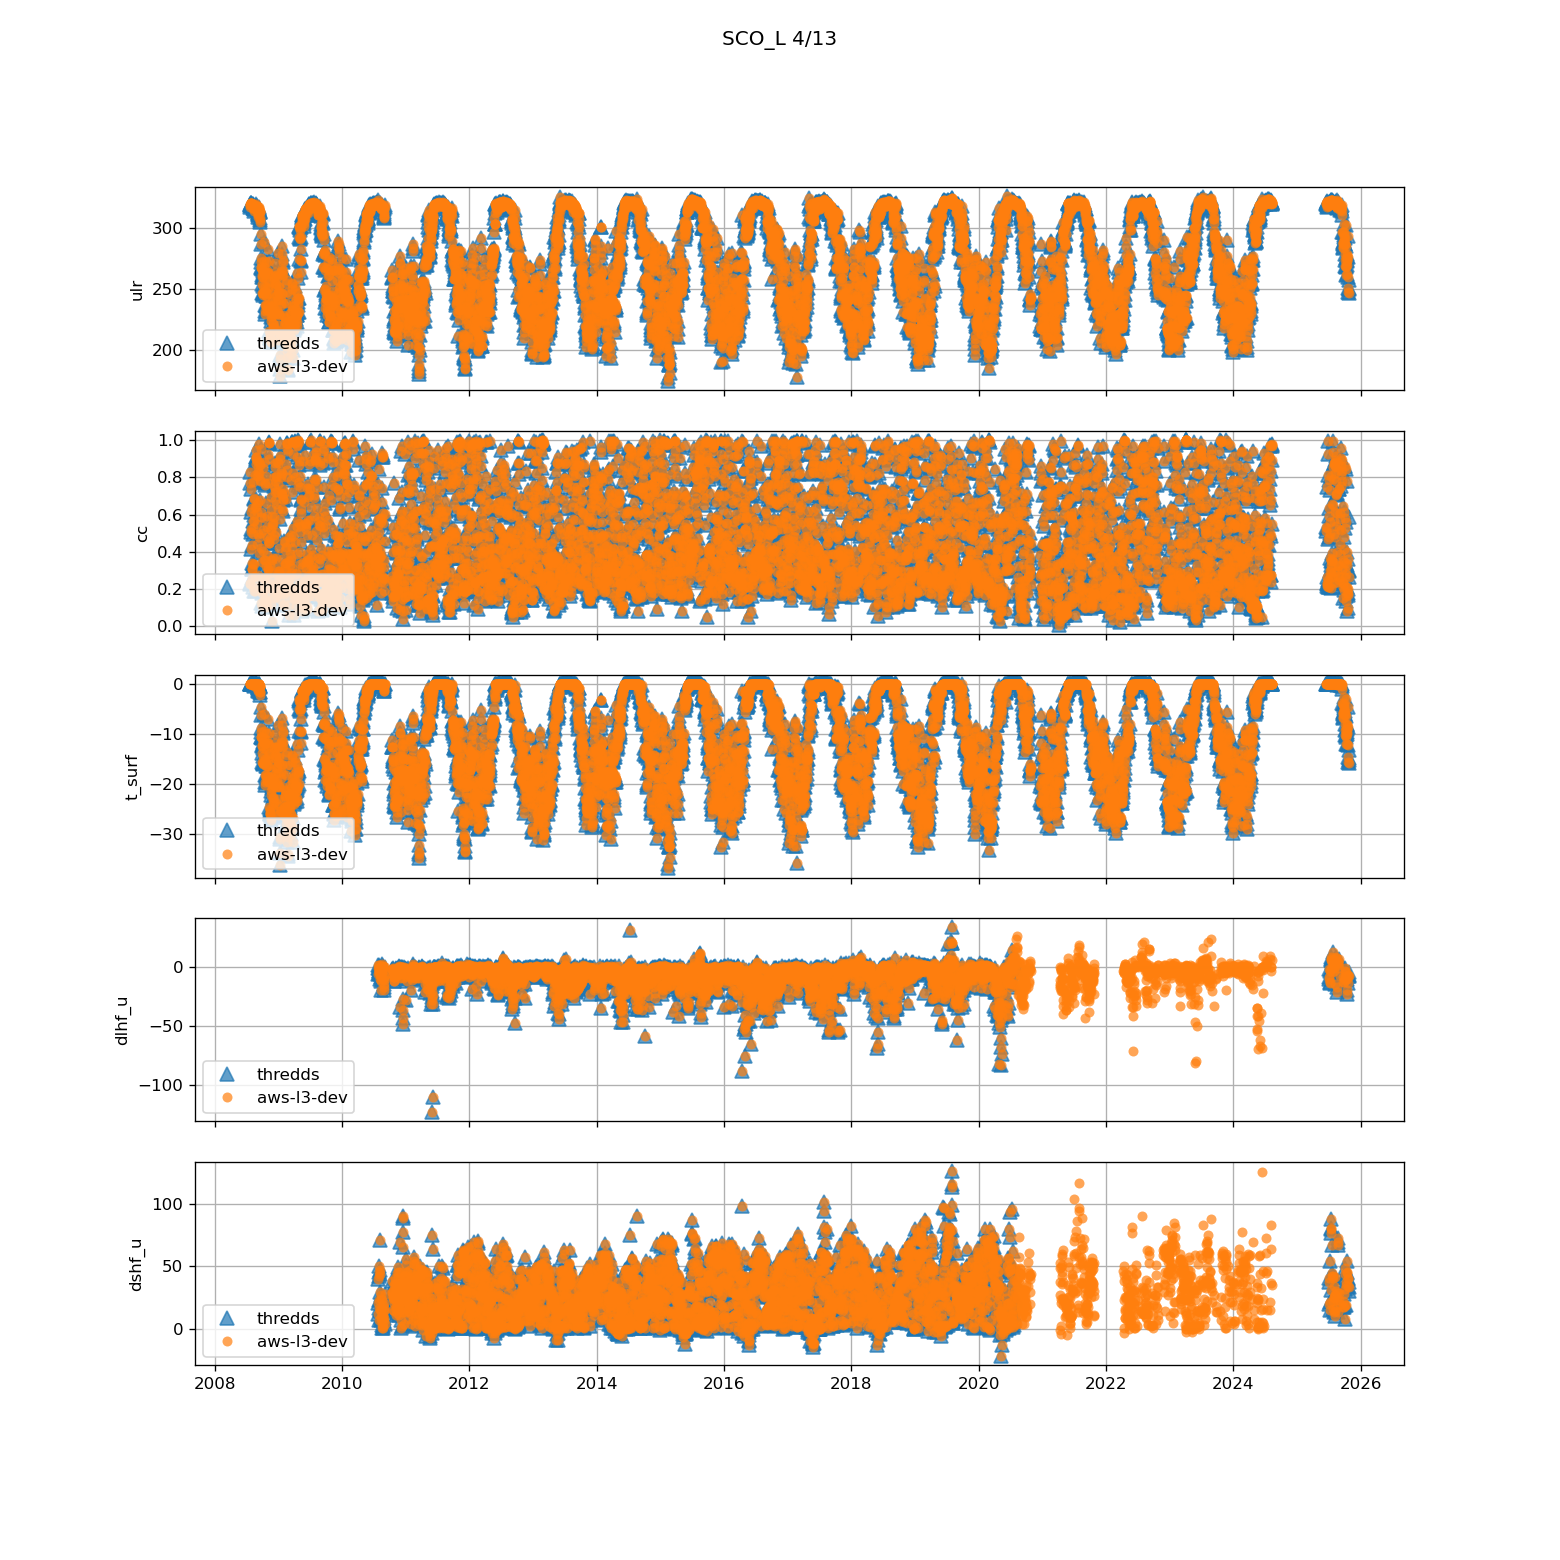 SCO_L 4/13
300
250
200
ulr
thredds
aws-l3-dev
1.0
0.8
0.6
0.4
0.2
0.0
cc
thredds
aws-l3-dev
0
−10
−20
−30
t_surf
thredds
aws-l3-dev
0
−50
−100
dlhf_u
thredds
aws-l3-dev
100
50
0
dshf_u
thredds
aws-l3-dev
2008 2010 2012 2014 2016 2018 2020 2022 2024 2026